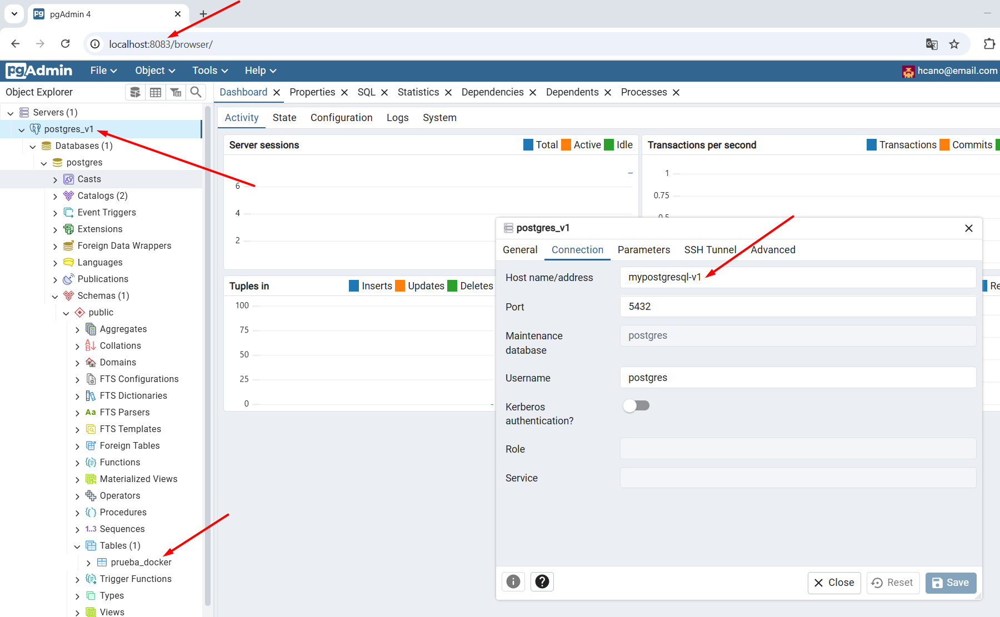 pgAdmin 4
localhost:8083/browser/
pgAdmin File Object Tools Help hcano@email.com
Object Explorer
Dashboard Properties SQL Statistics Dependencies Dependents Processes
Servers (1)
postgres_v1
Databases (1)
postgres
Casts
Catalogs (2)
Event Triggers
Extensions
Foreign Data Wrappers
Languages
Publications
Schemas (1)
public
Aggregates
Collations
Domains
FTS Configurations
FTS Dictionaries
Aa FTS Parsers
FTS Templates
Foreign Tables
Functions
Materialized Views
Operators
Procedures
1..3 Sequences
Tables (1)
prueba_docker
Trigger Functions
Types
Views
Activity State Configuration Logs System
Server sessions Total Active Idle
6
4
2
Transactions per second Transactions Commits
1
0.75
0.5
Tuples in Inserts Updates Deletes
100
75
50
25
0
Re
postgres_v1
General Connection Parameters SSH Tunnel Advanced
Host name/address mypostgresql-v1
Port 5432
Maintenance
database
postgres
Username postgres
Kerberos
authentication?
Role
Service
Close Reset Save